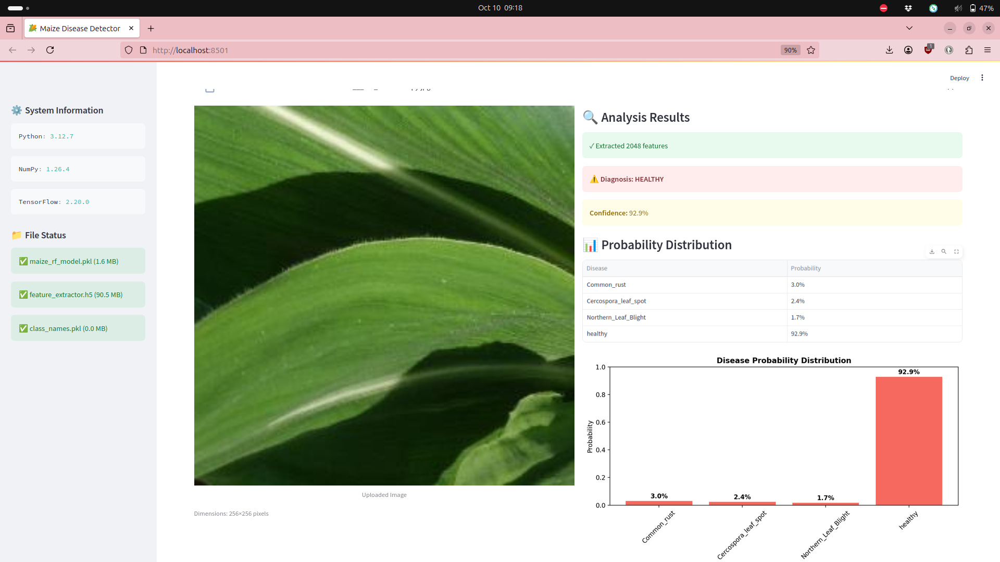 Oct 10 09:18
47%
Maize Disease Detector
http://localhost:8501
90%
1
Deploy
⚙️ System Information
Python: 3.12.7
NumPy: 1.26.4
TensorFlow: 2.20.0
📁 File Status
✅ maize_rf_model.pkl (1.6 MB)
✅ feature_extractor.h5 (90.5 MB)
✅ class_names.pkl (0.0 MB)
Uploaded Image
Dimensions: 256×256 pixels
🔍 Analysis Results
✓ Extracted 2048 features
⚠️ Diagnosis: HEALTHY
Confidence: 92.9%
📊 Probability Distribution
Disease Probability
Common_rust 3.0%
Cercospora_leaf_spot 2.4%
Northern_Leaf_Blight 1.7%
healthy 92.9%
Disease Probability Distribution
Probability
1.0
0.8
0.6
0.4
0.2
0.0
3.0%
2.4%
1.7%
92.9%
Common_rust
Cercospora_leaf_spot
Northern_Leaf_Blight
healthy